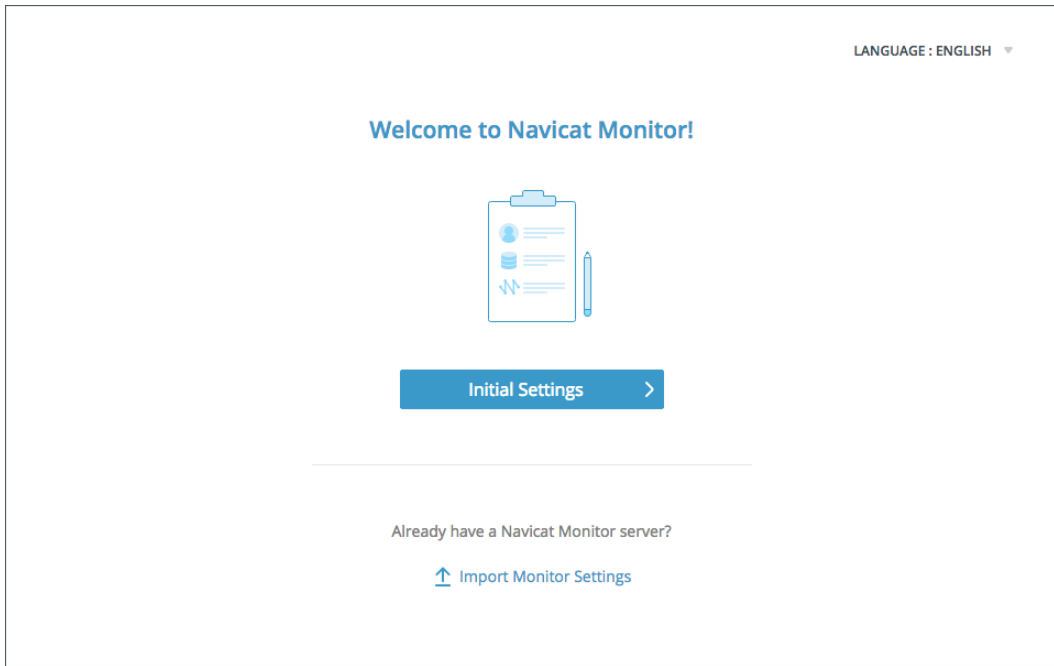 LANGUAGE : ENGLISH
Welcome to Navicat Monitor!
Initial Settings
Already have a Navicat Monitor server?
Import Monitor Settings